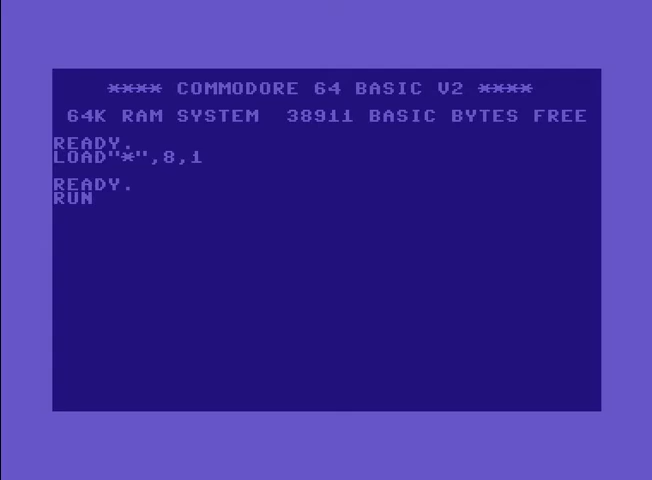 **** COMMODORE 64 BASIC V2 ****
64K RAM SYSTEM  38911 BASIC BYTES FREE
READY.
LOAD"*",8,1
READY.
RUN